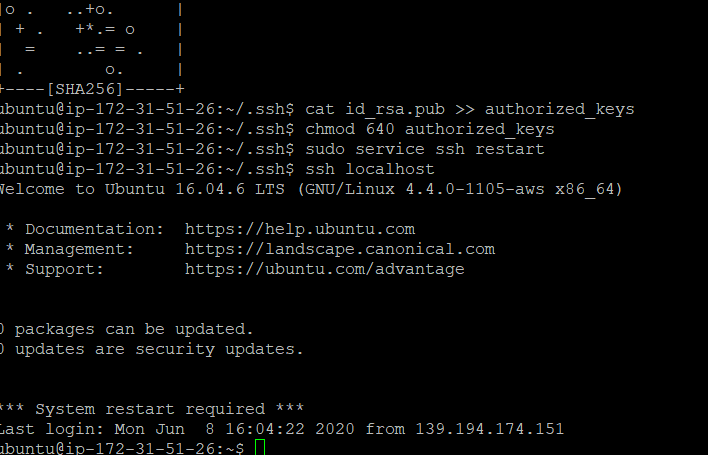 |o .   ..+o.      |
| + .   +*.= o    |
|  =    ..= = .   |
| .        o.     |
+----[SHA256]-----+
ubuntu@ip-172-31-51-26:~/.ssh$ cat id_rsa.pub >> authorized_keys
ubuntu@ip-172-31-51-26:~/.ssh$ chmod 640 authorized_keys
ubuntu@ip-172-31-51-26:~/.ssh$ sudo service ssh restart
ubuntu@ip-172-31-51-26:~/.ssh$ ssh localhost
Welcome to Ubuntu 16.04.6 LTS (GNU/Linux 4.4.0-1105-aws x86_64)
* Documentation:  https://help.ubuntu.com
* Management:     https://landscape.canonical.com
* Support:        https://ubuntu.com/advantage
0 packages can be updated.
0 updates are security updates.
*** System restart required ***
Last login: Mon Jun  8 16:04:22 2020 from 139.194.174.151
ubuntu@ip-172-31-51-26:~$